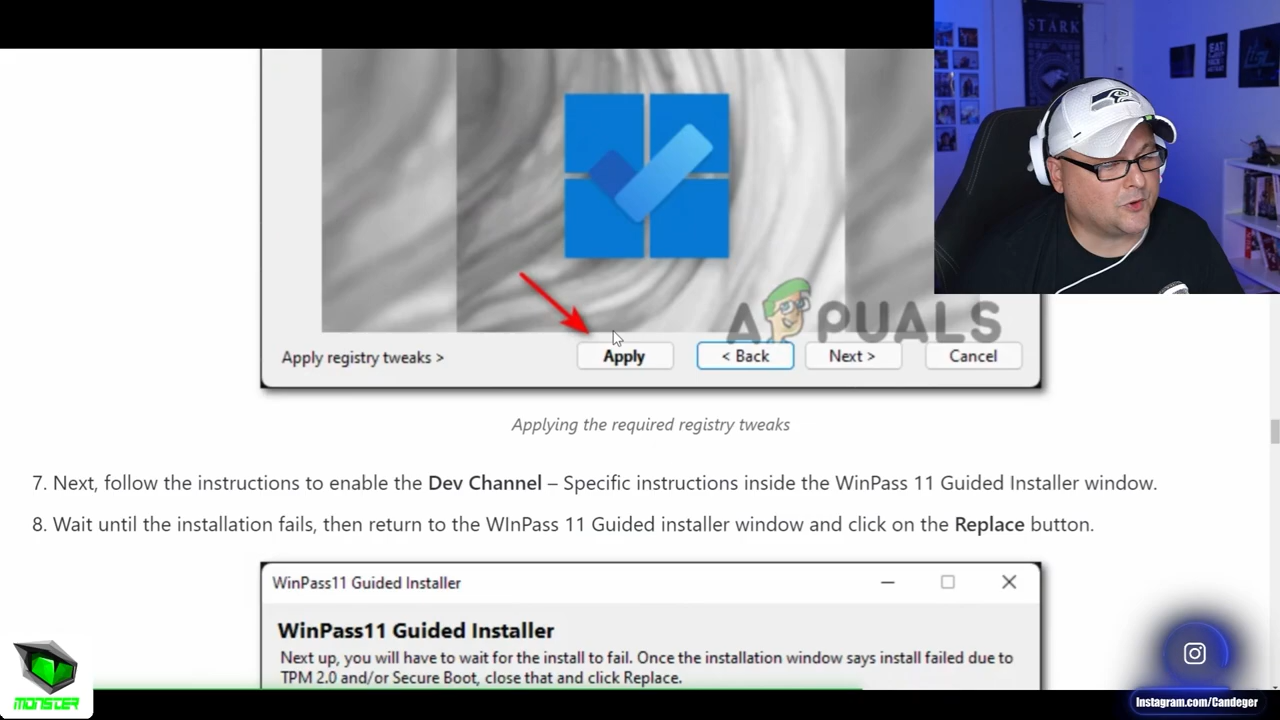 STARK
APPUALS
Apply registry tweaks >
Apply
< Back
Next >
Cancel
Applying the required registry tweaks
7. Next, follow the instructions to enable the Dev Channel – Specific instructions inside the WinPass 11 Guided Installer window.
8. Wait until the installation fails, then return to the WInPass 11 Guided installer window and click on the Replace button.
WinPass11 Guided Installer
WinPass11 Guided Installer
Next up, you will have to wait for the install to fail. Once the installation window says install failed due to
TPM 2.0 and/or Secure Boot, close that and click Replace.
MONSTER
Instagram.com/Candeger